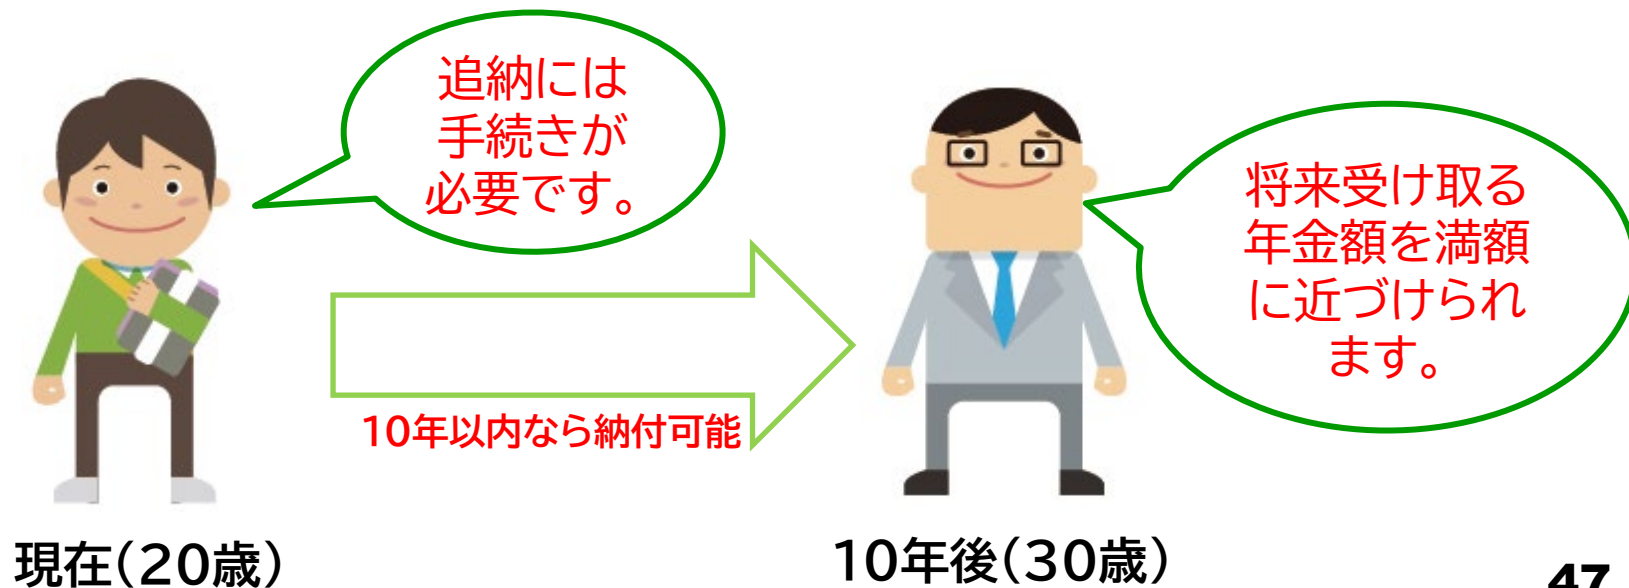 追納には
手続きが
必要です。
将来受け取る
年金額を満額
に近づけられ
ます。
10年以内なら納付可能
現在(20歳)
10年後(30歳)
47